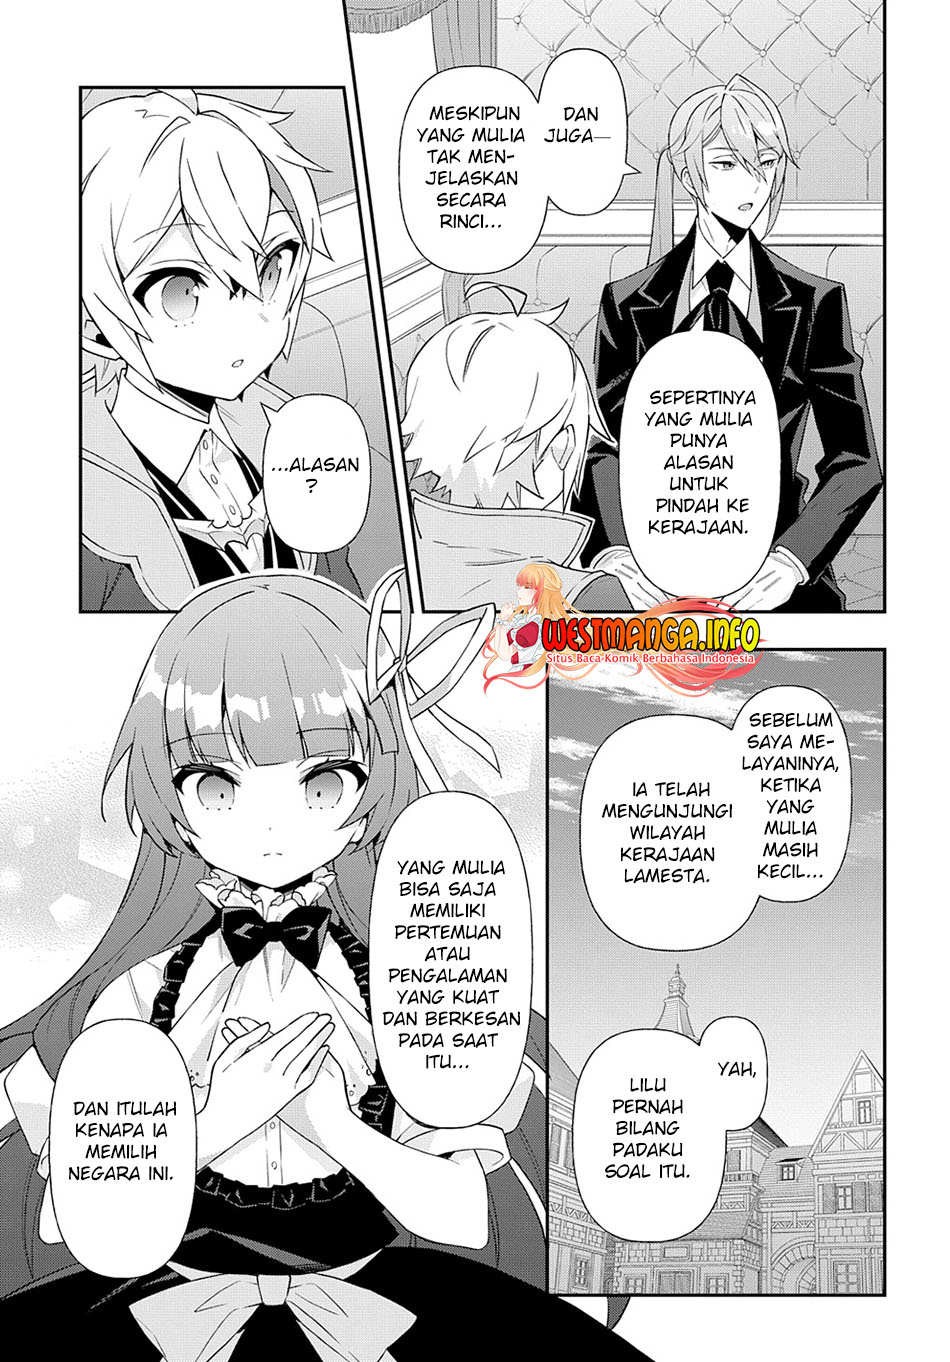 DAN
JUGA—
MESKIPUN
YANG MULIA
TAK MEN-
JELASKAN
SECARA
RINCI...
SEPERTINYA
YANG MULIA
PUNYA
ALASAN
UNTUK
PINDAH KE
KERAJAAN.
...ALASAN
?
WESTMANGA.INFO
Situs Baca Komik Berbahasa Indonesia
SEBELUM
SAYA ME-
LAYANINYA,
KETIKA
YANG
MULIA
MASIH
KECIL...
IA TELAH
MENGUNJUNGI
WILAYAH
KERAJAAN
LAMESTA.
YAH,
LILU
PERNAH
BILANG
PADAKU
SOAL ITU.
YANG MULIA
BISA SAJA
MEMILIKI
PERTEMUAN
ATAU
PENGALAMAN
YANG KUAT
DAN BERKESAN
PADA SAAT
ITU...
DAN ITULAH
KENAPA IA
MEMILIH
NEGARA INI.